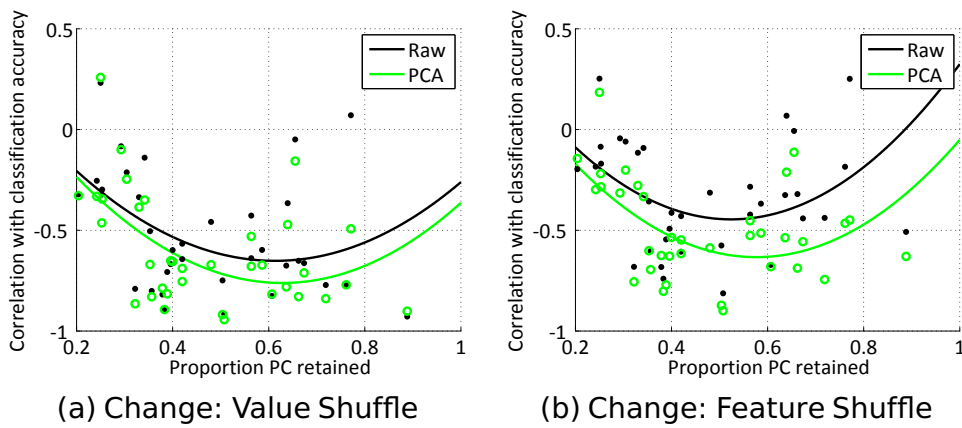 0.5
0
-0.5
-1
0.2
0.4
0.6
0.8
1
Correlation with classification accuracy
Proportion PC retained
Raw
PCA
(a) Change: Value Shuffle
0.5
0
-0.5
-1
0.2
0.4
0.6
0.8
1
Correlation with classification accuracy
Proportion PC retained
Raw
PCA
(b) Change: Feature Shuffle